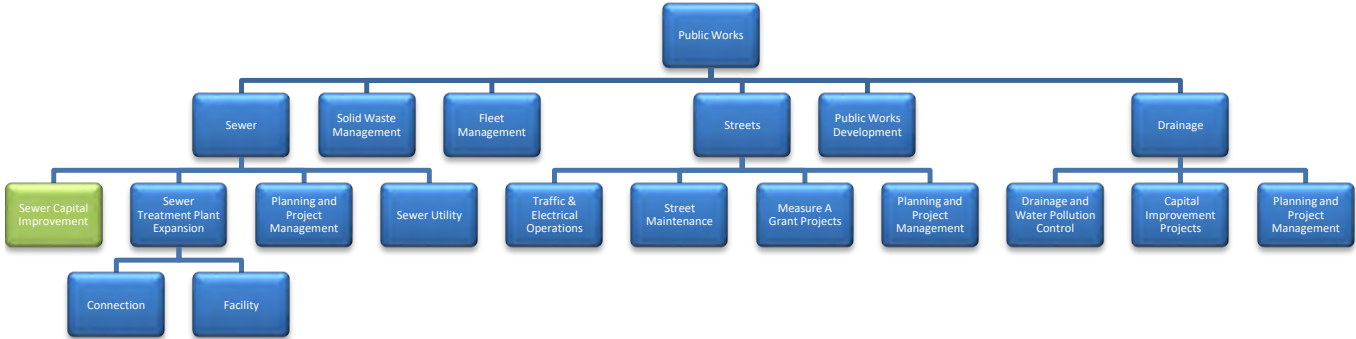 Public Works
Sewer
Solid Waste
Management
Fleet
Management
Streets
Public Works
Development
Drainage
Sewer Capital
Improvement
Sewer
Treatment Plant
Expansion
Planning and
Project
Management
Sewer Utility
Traffic &
Electrical
Operations
Street
Maintenance
Measure A
Grant Projects
Planning and
Project
Management
Drainage and
Water Pollution
Control
Capital
Improvement
Projects
Planning and
Project
Management
Connection
Facility